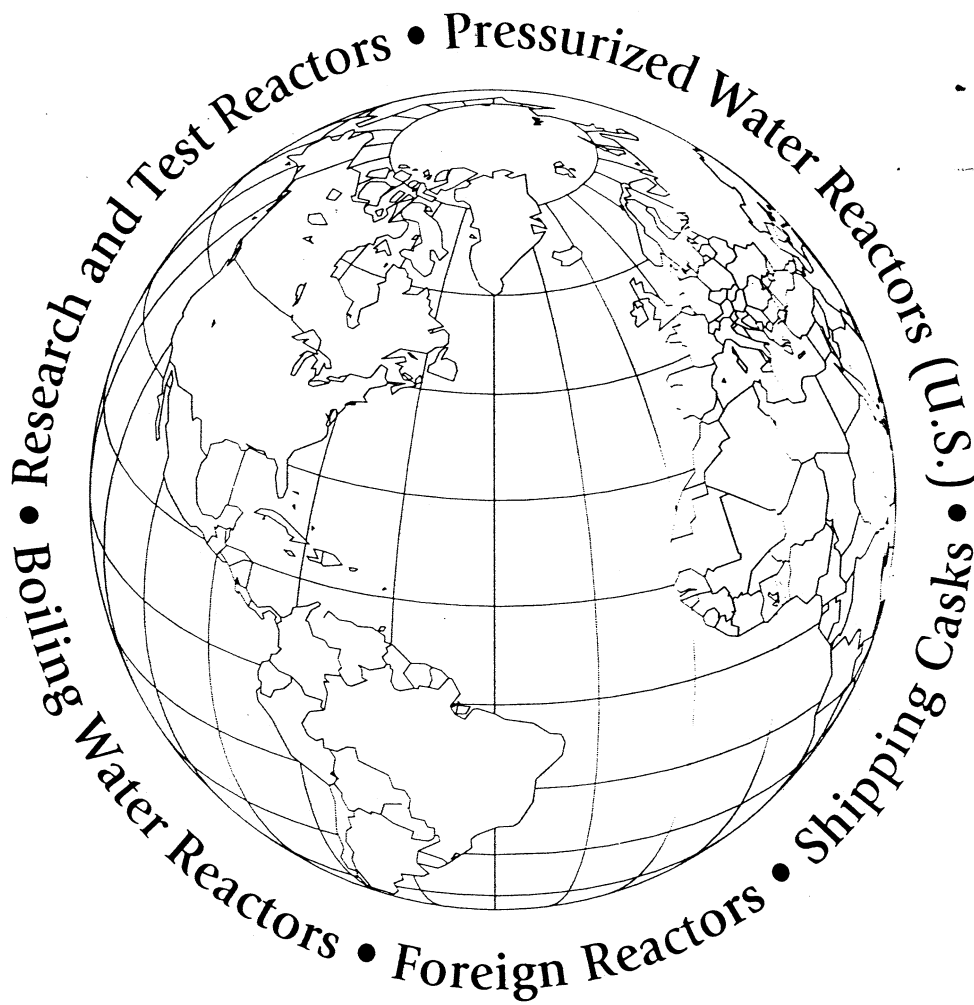 • Pressurized Water Reactors (U.S.)
• Shipping Casks
• Foreign Reactors
• Boiling Water Reactors
• Research and Test Reactors